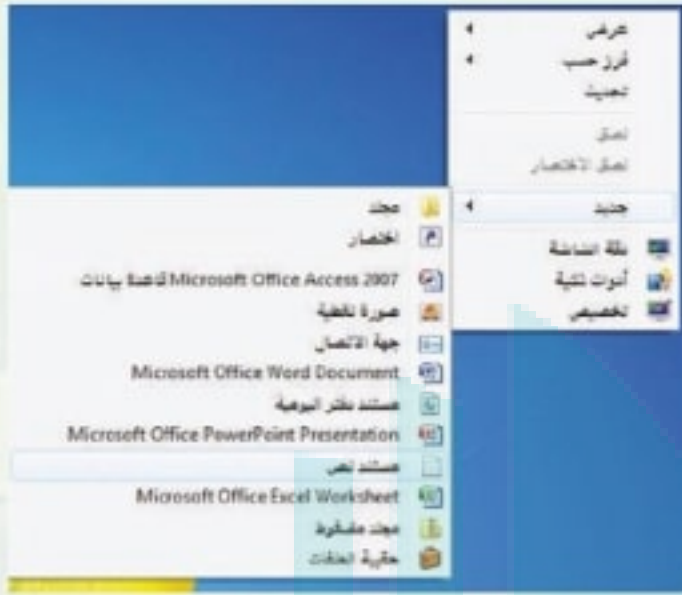 عرض
فرز حسب
تحديث
لصق
لصق الاختصار
جديد
دقة الشاشة
أدوات ذكية
تخصيص
مجلد
اختصار
Microsoft Office Access 2007 قاعدة بيانات
صورة نقطية
جهة الاتصال
Microsoft Office Word Document
مستند دفتر اليومية
Microsoft Office PowerPoint Presentation
مستند نص
Microsoft Office Excel Worksheet
مجلد مضغوط
حقيبة الملفات